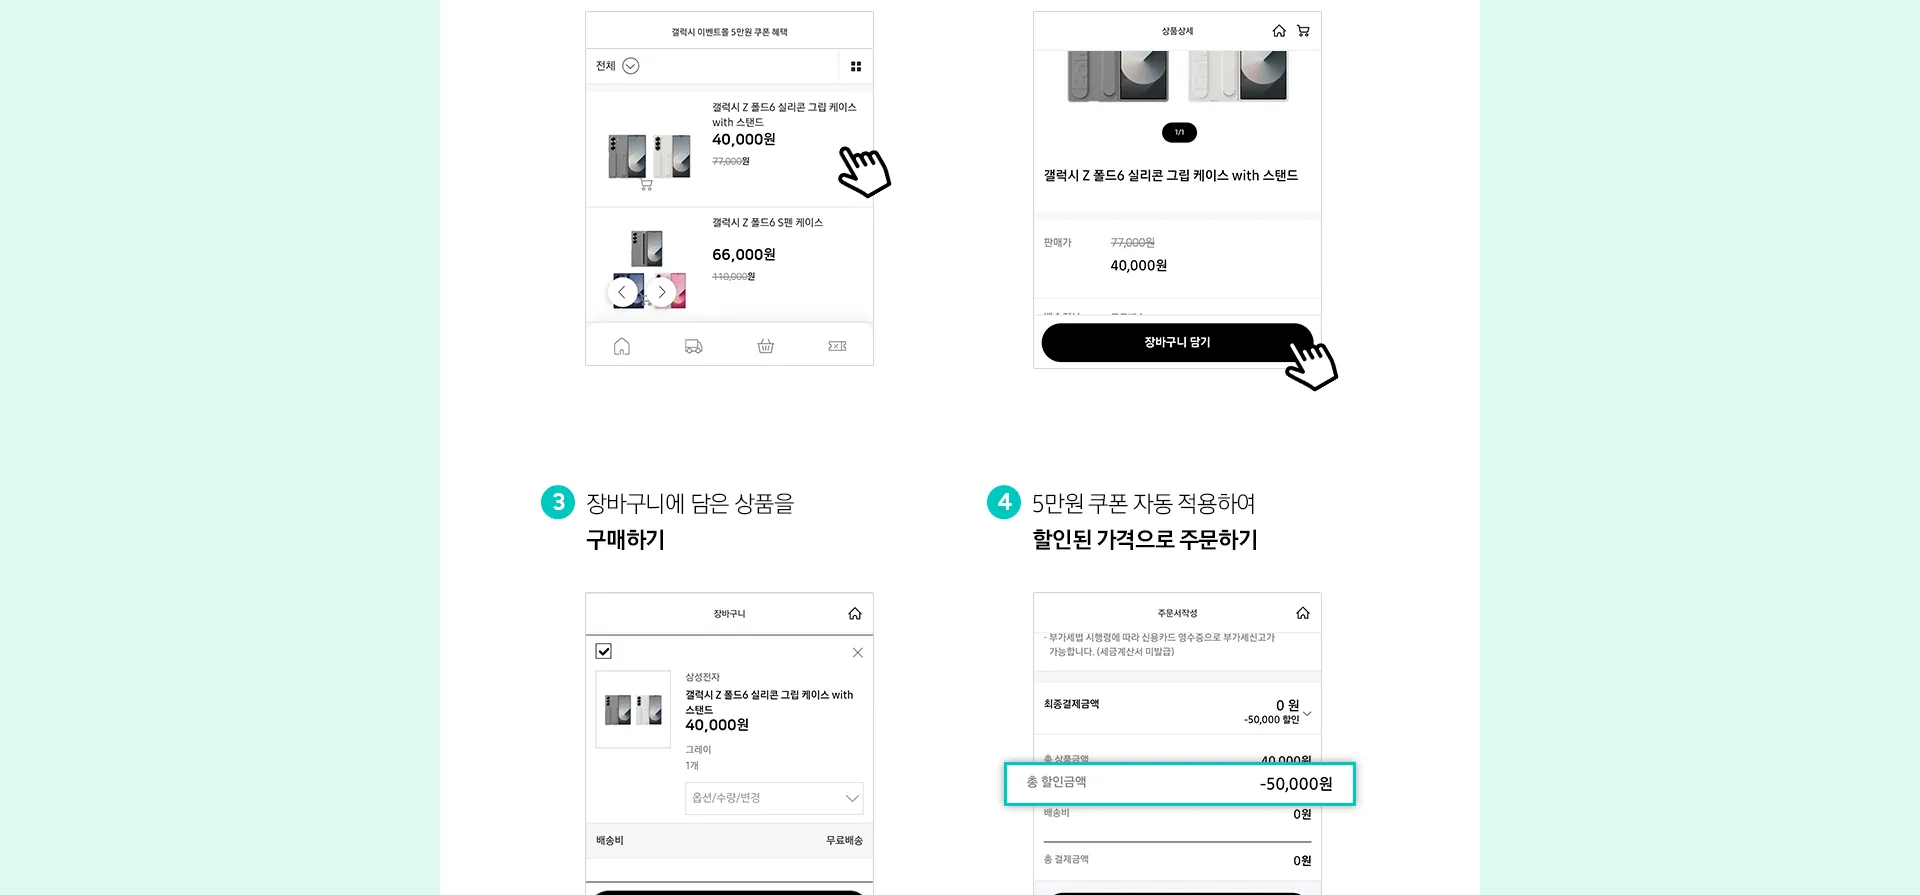 갤럭시 이벤트몰 5만원 쿠폰 혜택
전체
갤럭시 Z 폴드6 실리콘 그립 케이스
with 스탠드
40,000원
77,000원
갤럭시 Z 폴드6 S펜 케이스
66,000원
110,000원
상품상세
1/1
갤럭시 Z 폴드6 실리콘 그립 케이스 with 스탠드
판매가
77,000원
40,000원
장바구니 담기
3
장바구니에 담은 상품을
구매하기
4
5만원 쿠폰 자동 적용하여
할인된 가격으로 주문하기
장바구니
삼성전자
갤럭시 Z 폴드6 실리콘 그립 케이스 with
스탠드
40,000원
그레이
1개
옵션/수량/변경
배송비
무료배송
주문서작성
- 부가세법 시행령에 따라 신용카드 영수증으로 부가세신고가
가능합니다. (세금계산서 미발급)
최종결제금액
0 원
-50,000 할인
총 상품금액
40,000원
총 할인금액
-50,000원
배송비
0원
총 결제금액
0원